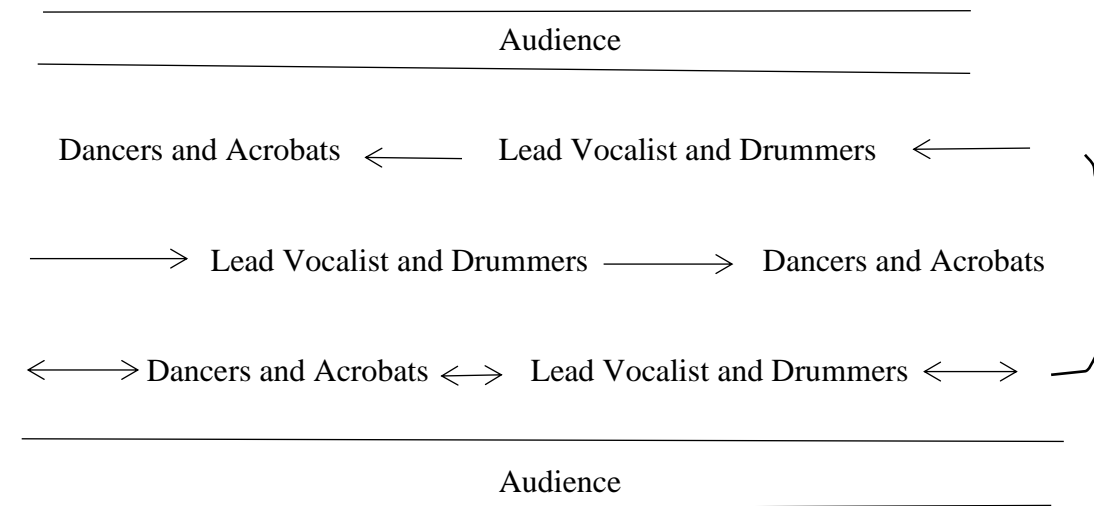 Audience
Dancers and Acrobats Lead Vocalist and Drummers
Lead Vocalist and Drummers Dancers and Acrobats
Dancers and Acrobats Lead Vocalist and Drummers
Audience